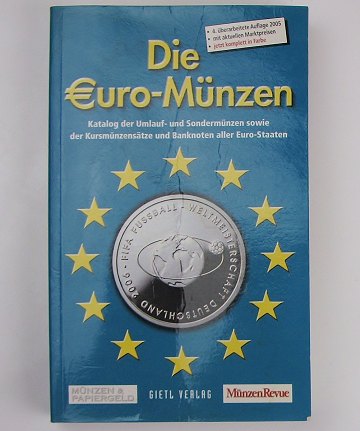 • 4. überarbeitete Auflage 2005
• mit aktuellen Marktpreisen
• jetzt komplett in Farbe
Die
€uro-Münzen
Katalog der Umlauf- und Sondermünzen sowie
der Kursmünzensätze und Banknoten aller Euro-Staaten
FIFA FUSSBALL - WELTMEISTERSCHAFT DEUTSCHLAND 2006 -
MÜNZEN &
PAPIERGELD
GIETL VERLAG
MünzenRevue